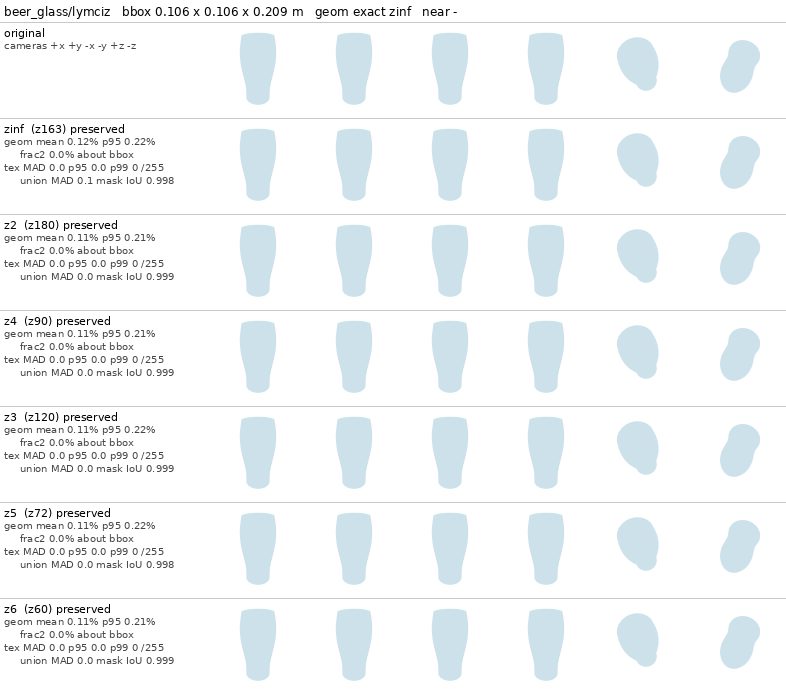 beer_glass/lymciz bbox 0.106 x 0.106 x 0.209 m geom exact zinf near -
original
cameras +x +y -x -y +z -z
zinf (z163) preserved
geom mean 0.12% p95 0.22%
frac2 0.0% about bbox
tex MAD 0.0 p95 0.0 p99 0 /255
union MAD 0.1 mask IoU 0.998
z2 (z180) preserved
geom mean 0.11% p95 0.21%
frac2 0.0% about bbox
tex MAD 0.0 p95 0.0 p99 0 /255
union MAD 0.0 mask IoU 0.999
z4 (z90) preserved
geom mean 0.11% p95 0.21%
frac2 0.0% about bbox
tex MAD 0.0 p95 0.0 p99 0 /255
union MAD 0.0 mask IoU 0.999
z3 (z120) preserved
geom mean 0.11% p95 0.22%
frac2 0.0% about bbox
tex MAD 0.0 p95 0.0 p99 0 /255
union MAD 0.0 mask IoU 0.999
z5 (z72) preserved
geom mean 0.11% p95 0.22%
frac2 0.0% about bbox
tex MAD 0.0 p95 0.0 p99 0 /255
union MAD 0.0 mask IoU 0.998
z6 (z60) preserved
geom mean 0.11% p95 0.21%
frac2 0.0% about bbox
tex MAD 0.0 p95 0.0 p99 0 /255
union MAD 0.0 mask IoU 0.999